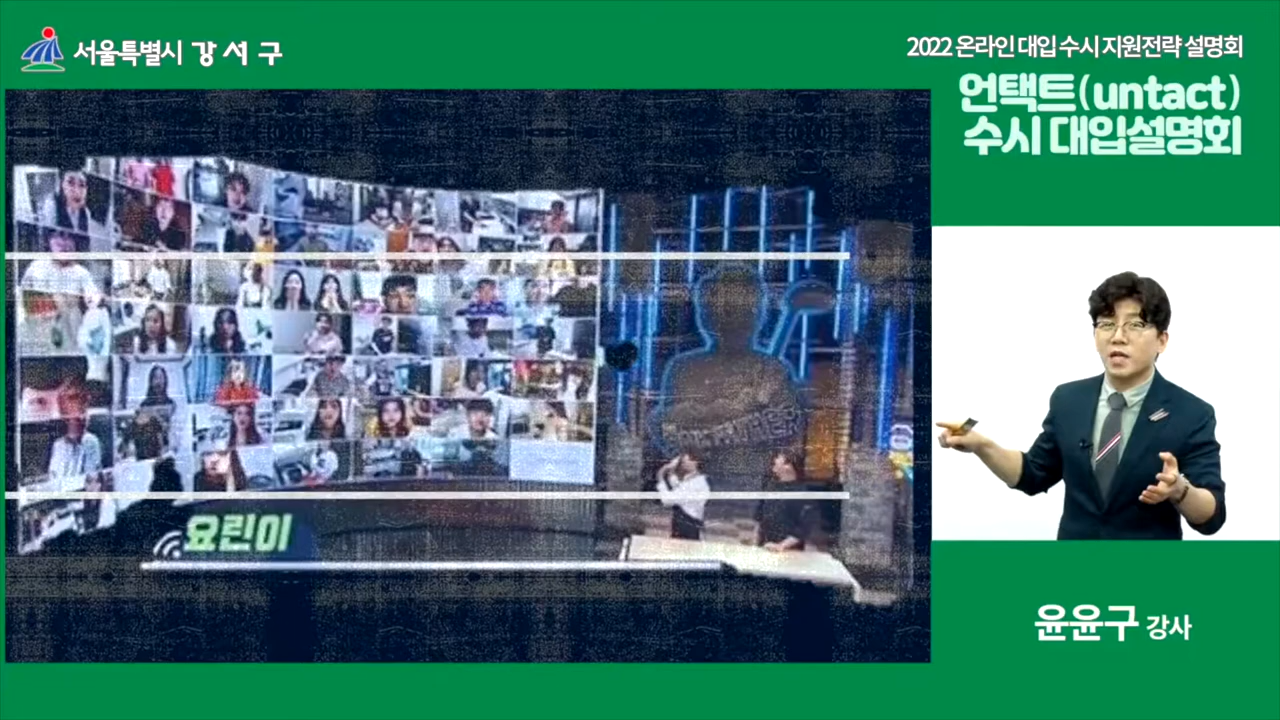 서울특별시 강서구
2022 온라인 대입 수시 지원전략 설명회
언택트(untact)
수시 대입설명회
요린이
윤윤구 강사